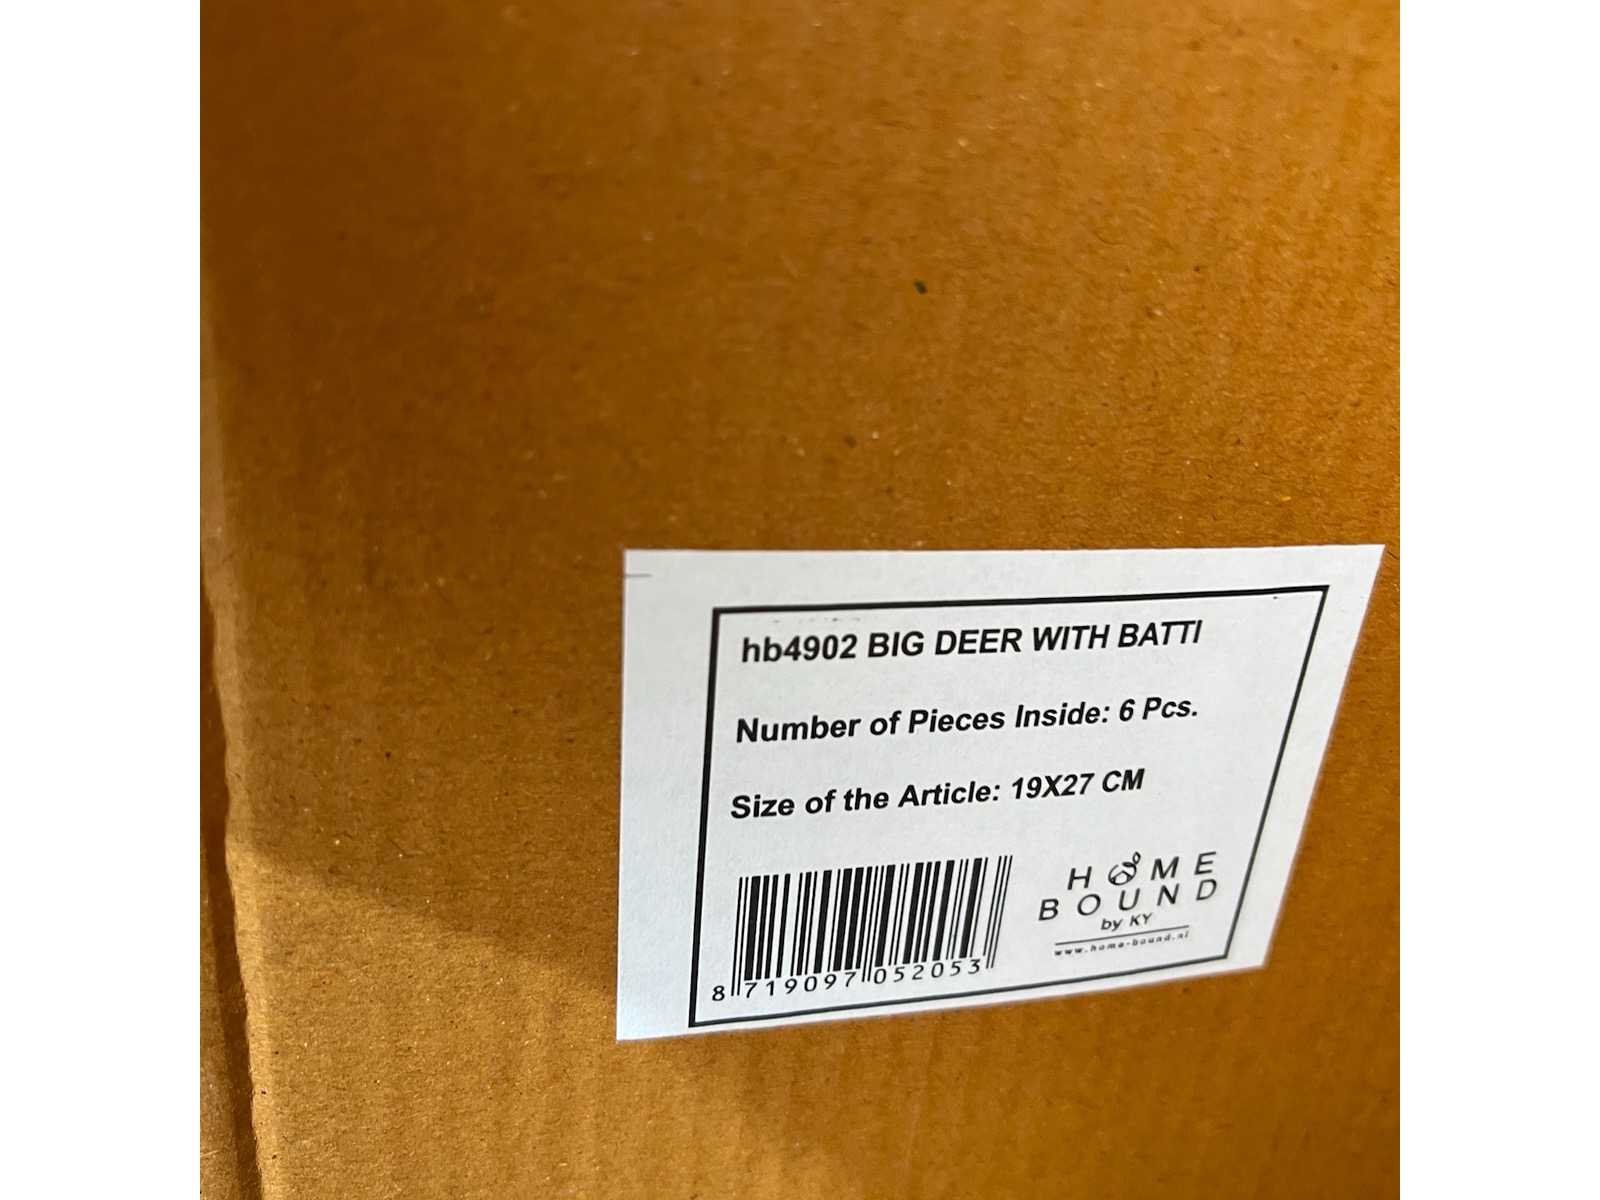 hb4902 BIG DEER WITH BATTI
Number of Pieces Inside: 6 Pcs.
Size of the Article: 19X27 CM
8 719097 052053
HOME
BOUND
by KY
www.home-bound.nl